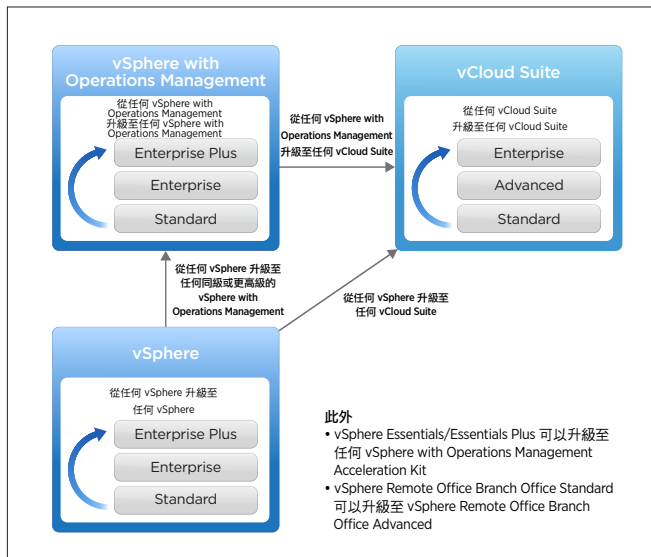 vSphere with
Operations Management
從任何 vSphere with
Operations Management
升級至任何 vSphere with
Operations Management
Enterprise Plus
Enterprise
Standard
從任何 vSphere with
Operations Management
升級至任何 vCloud Suite
vCloud Suite
從任何 vCloud Suite
升級至任何 vCloud Suite
Enterprise
Advanced
Standard
從任何 vSphere 升級至
任何同級或更高級的
vSphere with
Operations Management
從任何 vSphere 升級至
任何 vCloud Suite
vSphere
從任何 vSphere 升級至
任何 vSphere
Enterprise Plus
Enterprise
Standard
此外
• vSphere Essentials/Essentials Plus 可以升級至
任何 vSphere with Operations Management
Acceleration Kit
• vSphere Remote Office Branch Office Standard
可以升級至 vSphere Remote Office Branch
Office Advanced